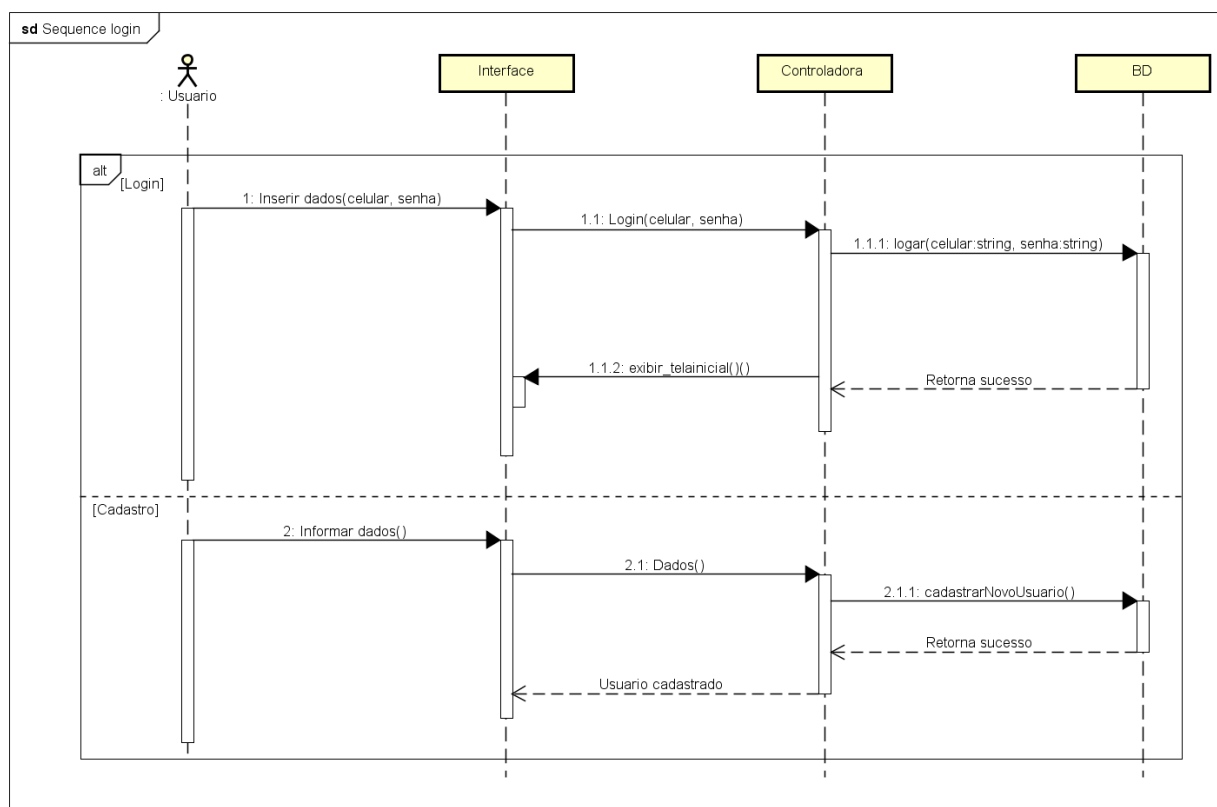 sd Sequence login
: Usuario
Interface
Controladora
BD
alt
[Login]
1: Inserir dados(celular, senha)
1.1: Login(celular, senha)
1.1.1: logar(celular:string, senha:string)
1.1.2: exibir_telainicial()()
Retorna sucesso
[Cadastro]
2: Informar dados()
2.1: Dados()
2.1.1: cadastrarNovoUsuario()
Retorna sucesso
Usuario cadastrado